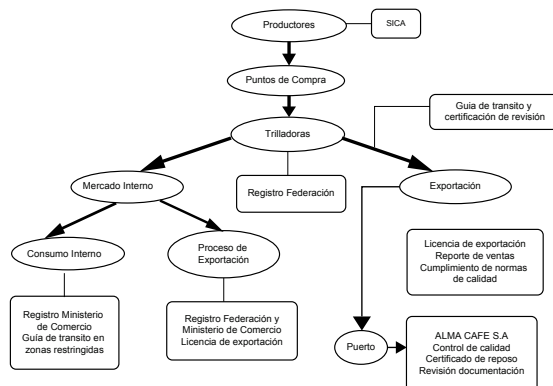 Productores
SICA
Puntos de Compra
Guia de transito y
certificación de revisión
Trilladoras
Mercado Interno
Registro Federación
Exportación
Consumo Interno
Proceso de
Exportación
Licencia de exportación
Reporte de ventas
Cumplimiento de normas
de calidad
Registro Ministerio
de Comercio
Guía de transito en
zonas restringidas
Registro Federación y
Ministerio de Comercio
Licencia de exportación
Puerto
ALMA CAFE S.A
Control de calidad
Certificado de reposo
Revisión documentación